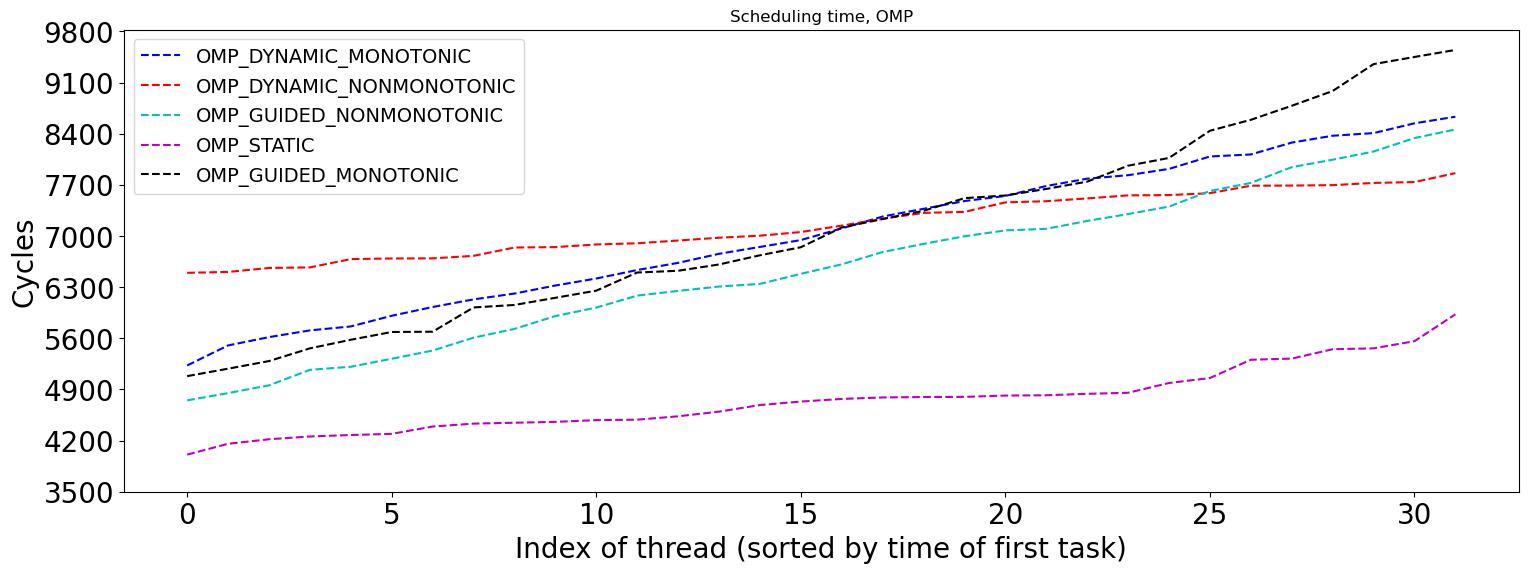 Scheduling time, OMP
9800
9100
8400
7700
7000
6300
5600
4900
4200
3500
Cycles
OMP_DYNAMIC_MONOTONIC
OMP_DYNAMIC_NONMONOTONIC
OMP_GUIDED_NONMONOTONIC
OMP_STATIC
OMP_GUIDED_MONOTONIC
0 5 10 15 20 25 30
Index of thread (sorted by time of first task)